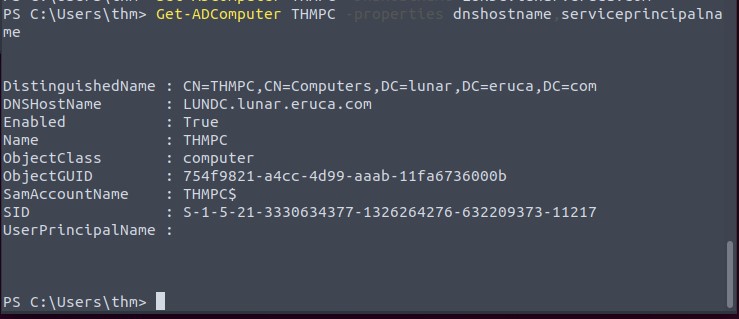 PS C:\Users\thm> Get-ADComputer THMPC -properties dnshostname,serviceprincipalna
me
DistinguishedName : CN=THMPC,CN=Computers,DC=lunar,DC=eruca,DC=com
DNSHostName : LUNDC.lunar.eruca.com
Enabled : True
Name : THMPC
ObjectClass : computer
ObjectGUID : 754f9821-a4cc-4d99-aaab-11fa6736000b
SamAccountName : THMPC$
SID : S-1-5-21-3330634377-1326264276-632209373-11217
UserPrincipalName :
PS C:\Users\thm>